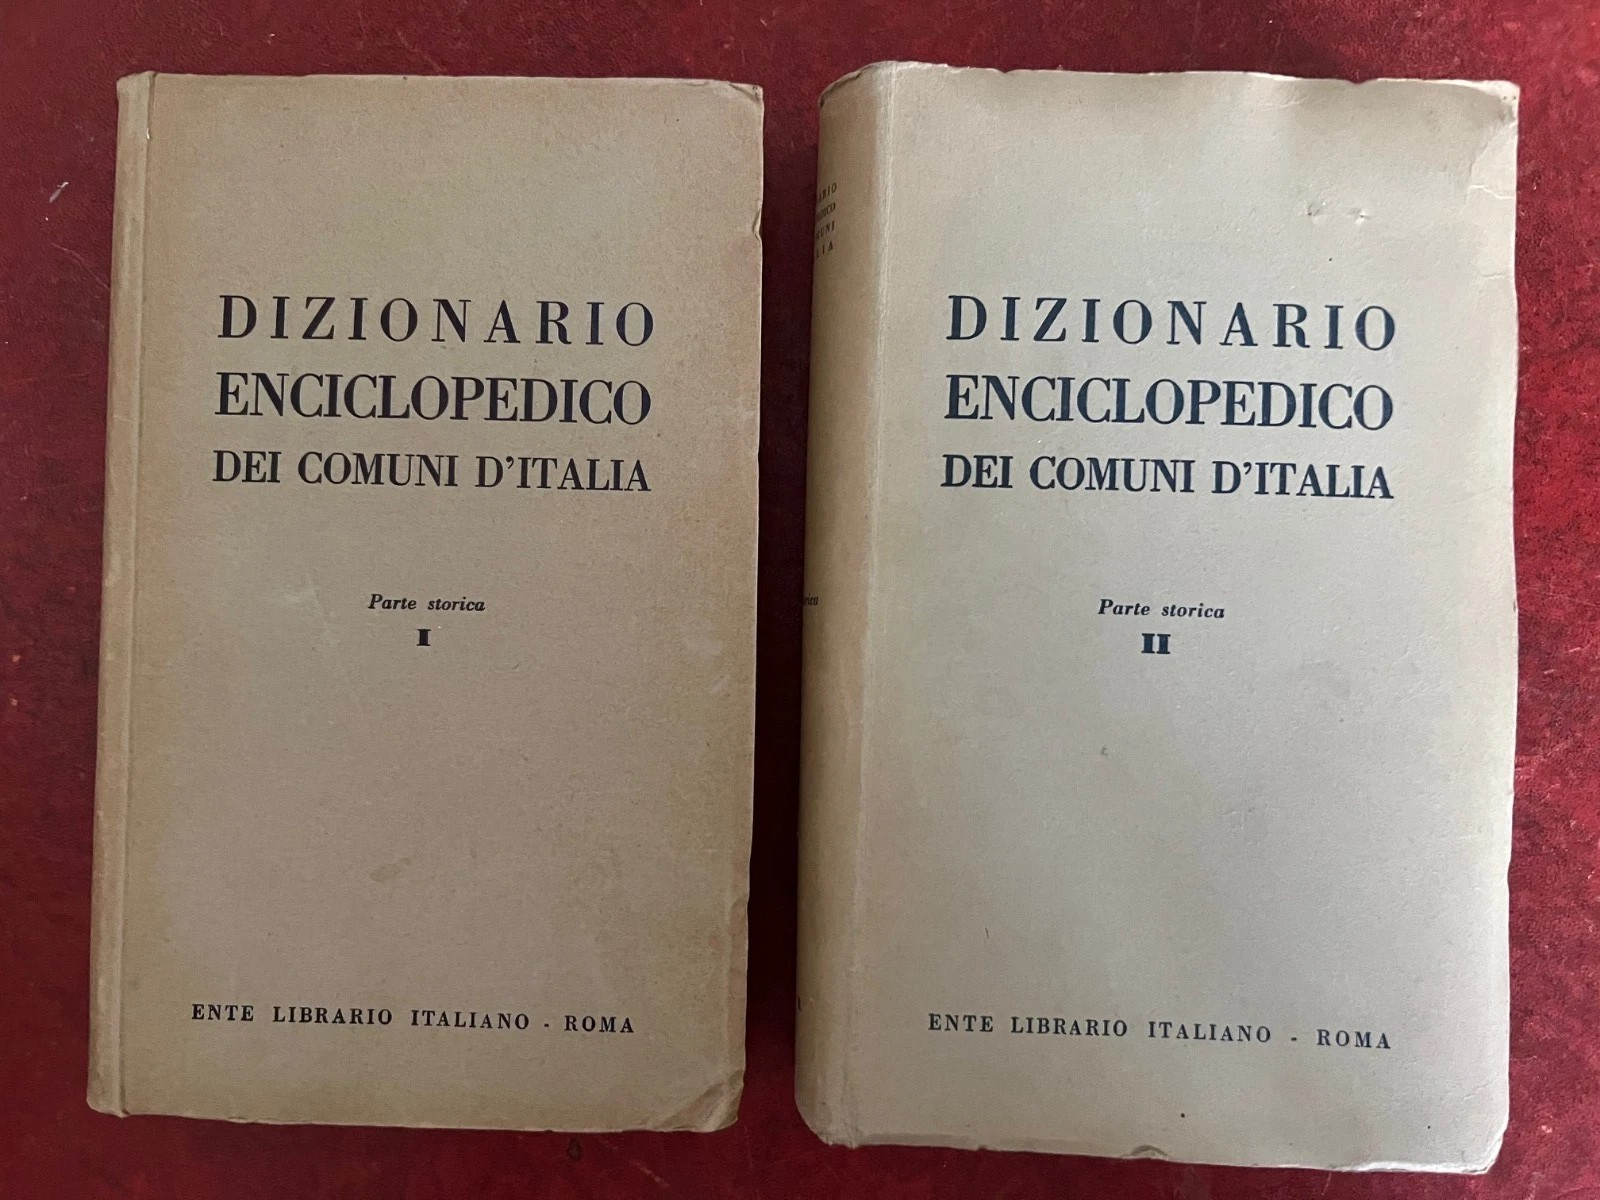 DIZIONARIO
ENCICLOPEDICO
DEI COMUNI D'ITALIA
Parte storica
I
ENTE LIBRARIO ITALIANO - ROMA
DIZIONARIO
ENCICLOPEDICO
DEI COMUNI D'ITALIA
Parte storica
II
ENTE LIBRARIO ITALIANO - ROMA